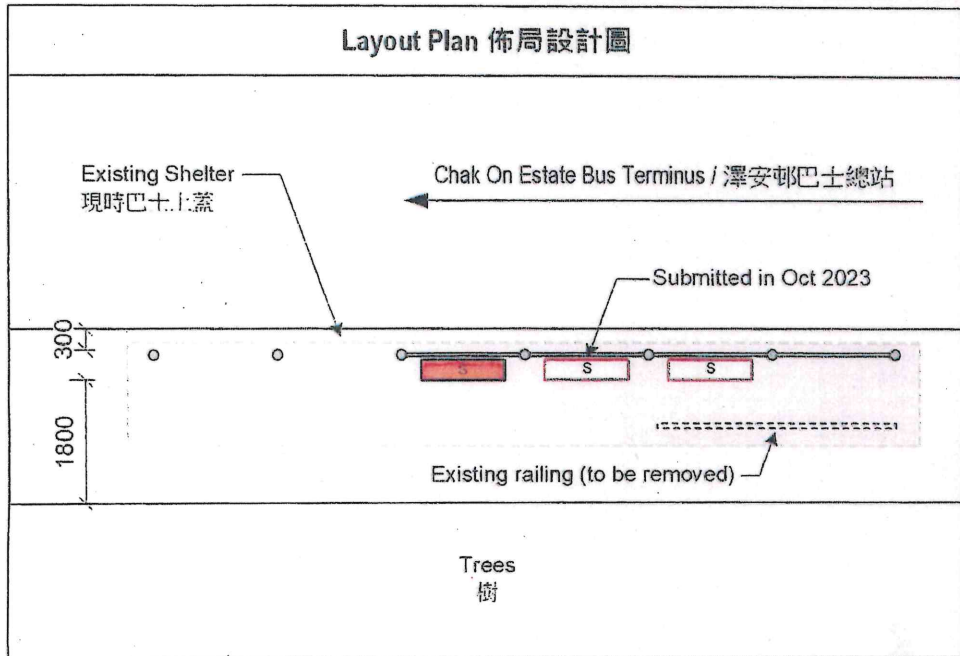 Layout Plan 佈局設計圖
Existing Shelter
現時巴士上蓋
Chak On Estate Bus Terminus / 澤安邨巴士總站
Submitted in Oct 2023
300
S
S
S
1800
Existing railing (to be removed)
Trees
樹